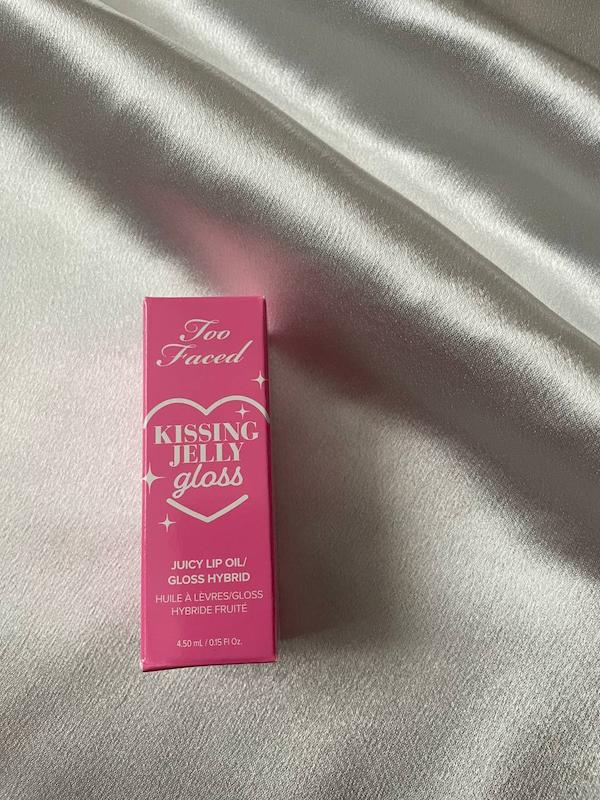 Too
Faced
KISSING
JELLY
gloss
JUICY LIP OIL/
GLOSS HYBRID
HUILE À LÈVRES/GLOSS
HYBRIDE FRUITÉ
4.50 mL / 0.15 Fl Oz.